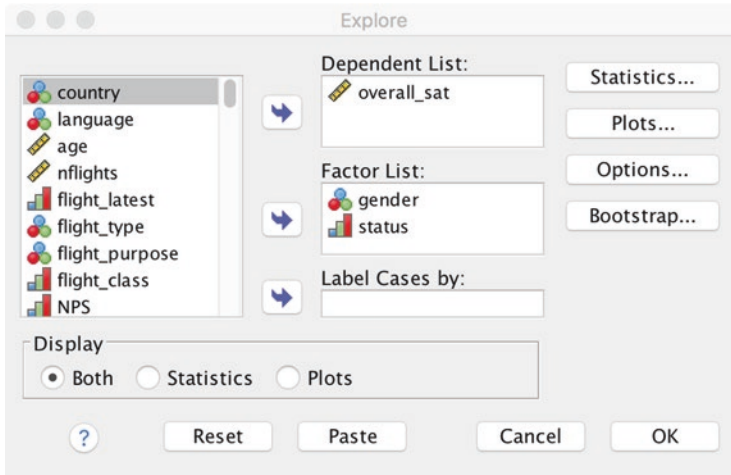 Explore
country
language
age
nflights
flight_latest
flight_type
flight_purpose
flight_class
NPS
Dependent List:
overall_sat
Factor List:
gender
status
Label Cases by:
Statistics...
Plots...
Options...
Bootstrap...
Display
Both Statistics Plots
? Reset Paste Cancel OK